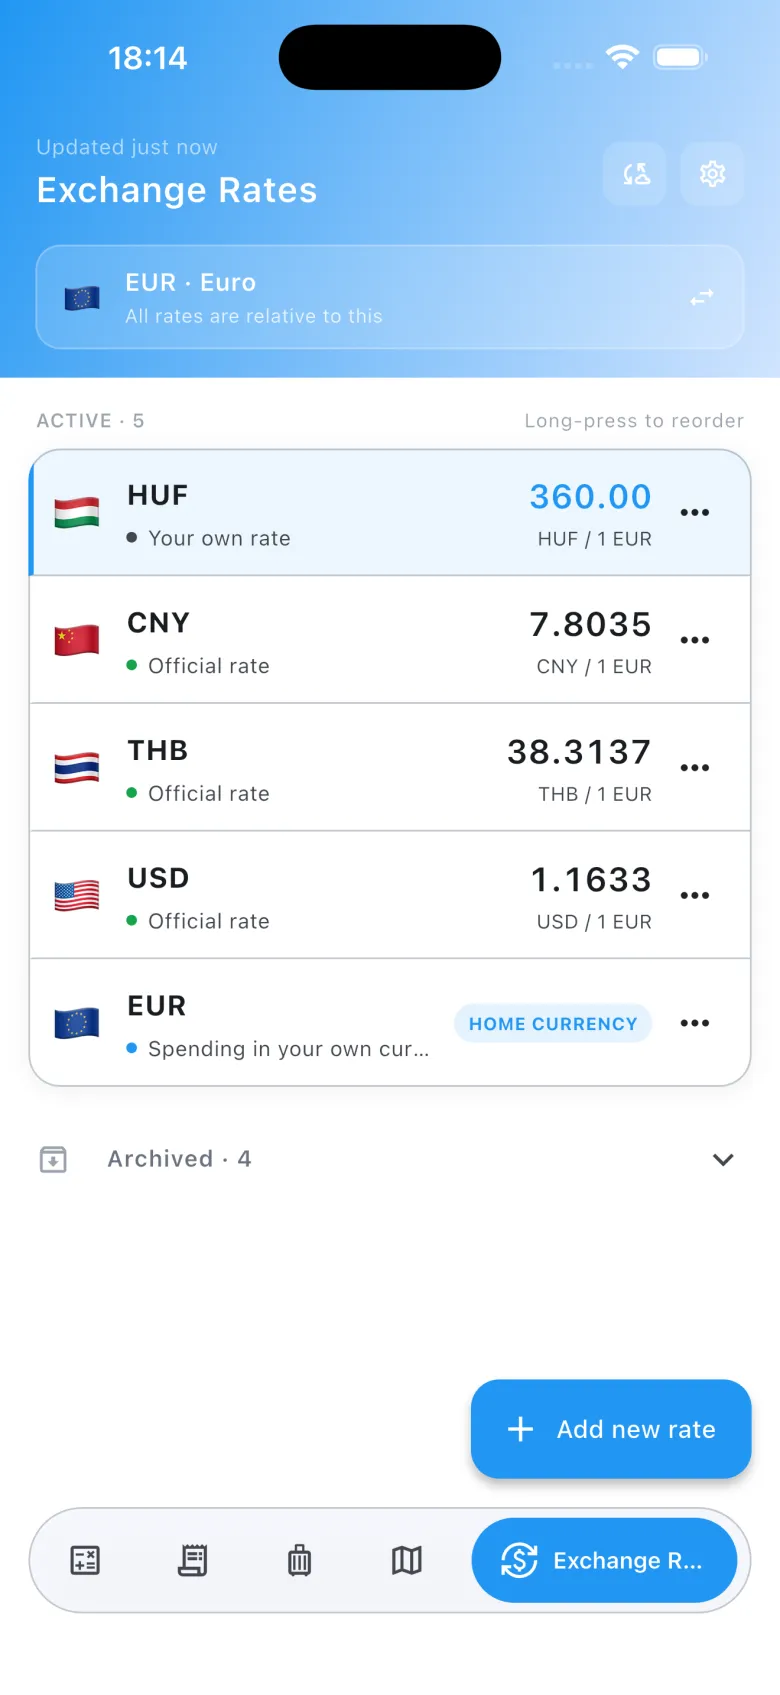 18:14
Updated just now
Exchange Rates
EUR · Euro
All rates are relative to this
ACTIVE · 5
Long-press to reorder
HUF
360.00
Your own rate
HUF / 1 EUR
CNY
7.8035
Official rate
CNY / 1 EUR
THB
38.3137
Official rate
THB / 1 EUR
USD
1.1633
Official rate
USD / 1 EUR
EUR
HOME CURRENCY
Spending in your own cur...
Archived · 4
Add new rate
Exchange R...